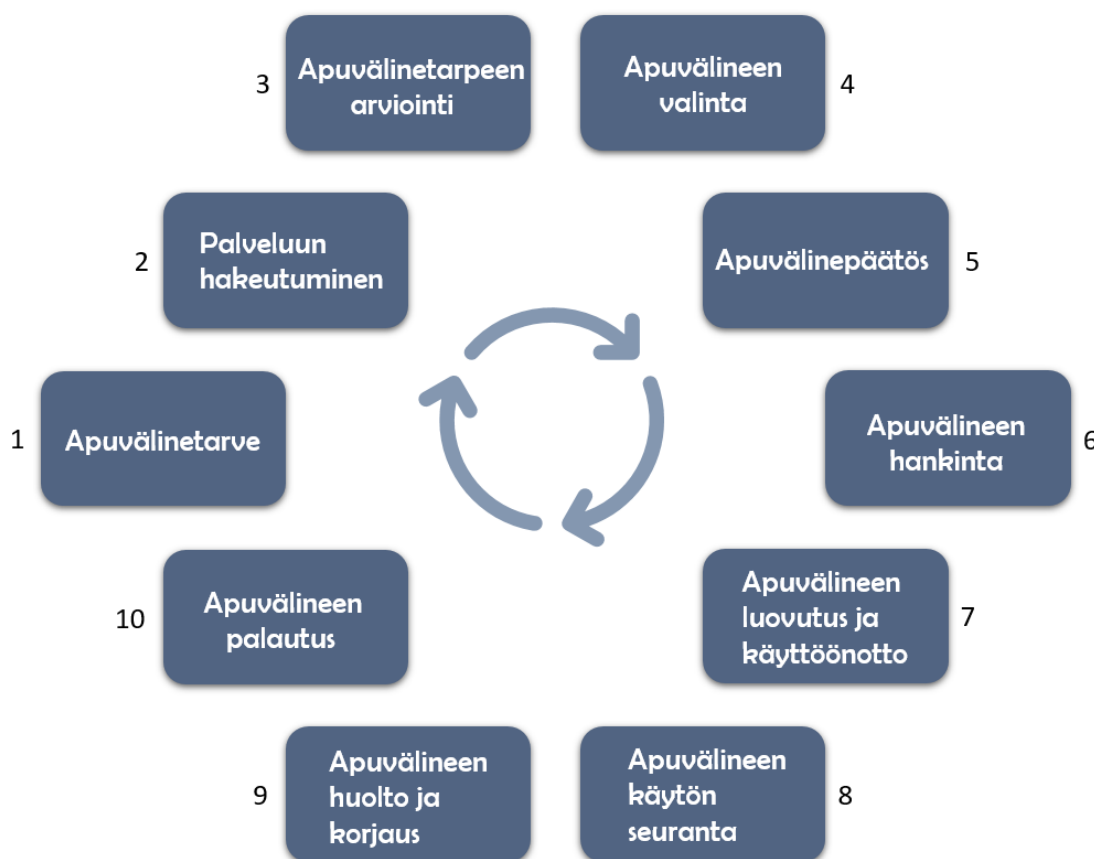 1
Apuvälinetarve
2
Palveluun
hakeutuminen
3
Apuvälinetarpeen
arviointi
4
Apuvälineen
valinta
5
Apuvälinepäätös
6
Apuvälineen
hankinta
7
Apuvälineen
luovutus ja
käyttöönotto
8
Apuvälineen
käytön
seuranta
9
Apuvälineen
huolto ja
korjaus
10
Apuvälineen
palautus